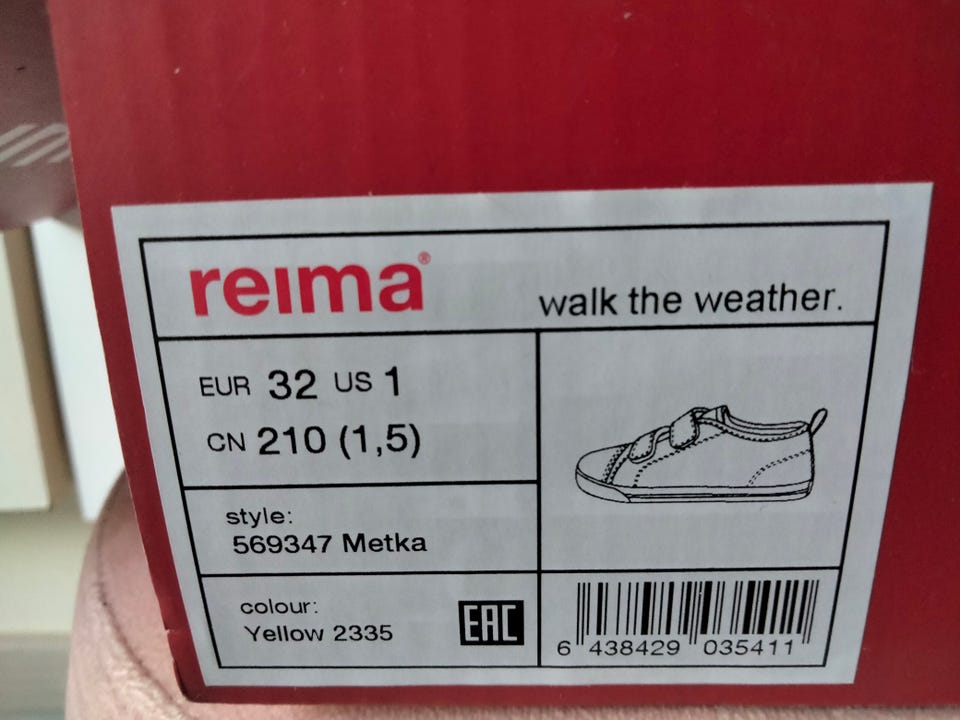 reima®
walk the weather.
EUR 32 US 1
CN 210 (1,5)
style:
569347 Metka
colour:
Yellow 2335
EAC
6 438429 035411